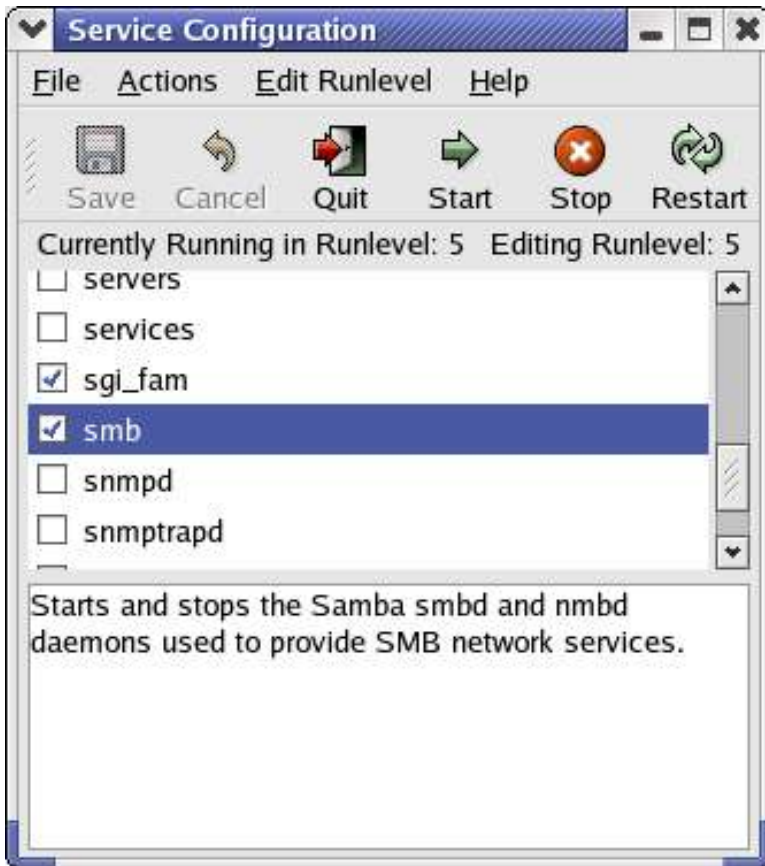 Service Configuration
File Actions Edit Runlevel Help
Save Cancel Quit Start Stop Restart
Currently Running in Runlevel: 5 Editing Runlevel: 5
servers
services
sgi_fam
smb
snmpd
snmptrapd
Starts and stops the Samba smbd and nmbd
daemons used to provide SMB network services.